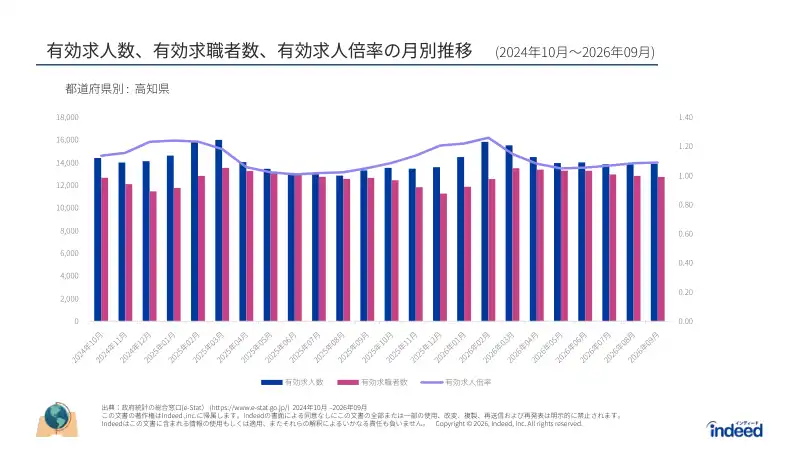 有効求人数、有効求職者数、有効求人倍率の月別推移 (2024年10月～2026年09月)
都道府県別 : 高知県
18,000
16,000
14,000
12,000
10,000
8,000
6,000
4,000
2,000
0
1.40
1.20
1.00
0.80
0.60
0.40
0.20
0.00
2024年10月
2024年11月
2024年12月
2025年01月
2025年02月
2025年03月
2025年04月
2025年05月
2025年06月
2025年07月
2025年08月
2025年09月
2025年10月
2025年11月
2025年12月
2026年01月
2026年02月
2026年03月
2026年04月
2026年05月
2026年06月
2026年07月
2026年08月
2026年09月
有効求人数 有効求職者数 有効求人倍率
出典：政府統計の総合窓口(e-Stat) (https://www.e-stat.go.jp/) 2024年10月 –2026年09月
この文書の著作権はIndeed ,Inc.に帰属します。Indeedの書面による同意なしにこの文書の全部または一部の使用、改変、複製、再送信および再発表は明示的に禁止されます。
Indeedはこの文書に含まれる情報の使用もしくは適用、またそれらの解釈によるいかなる責任も負いません。 Copyright © 2026, Indeed, Inc. All rights reserved.
インディード
indeed